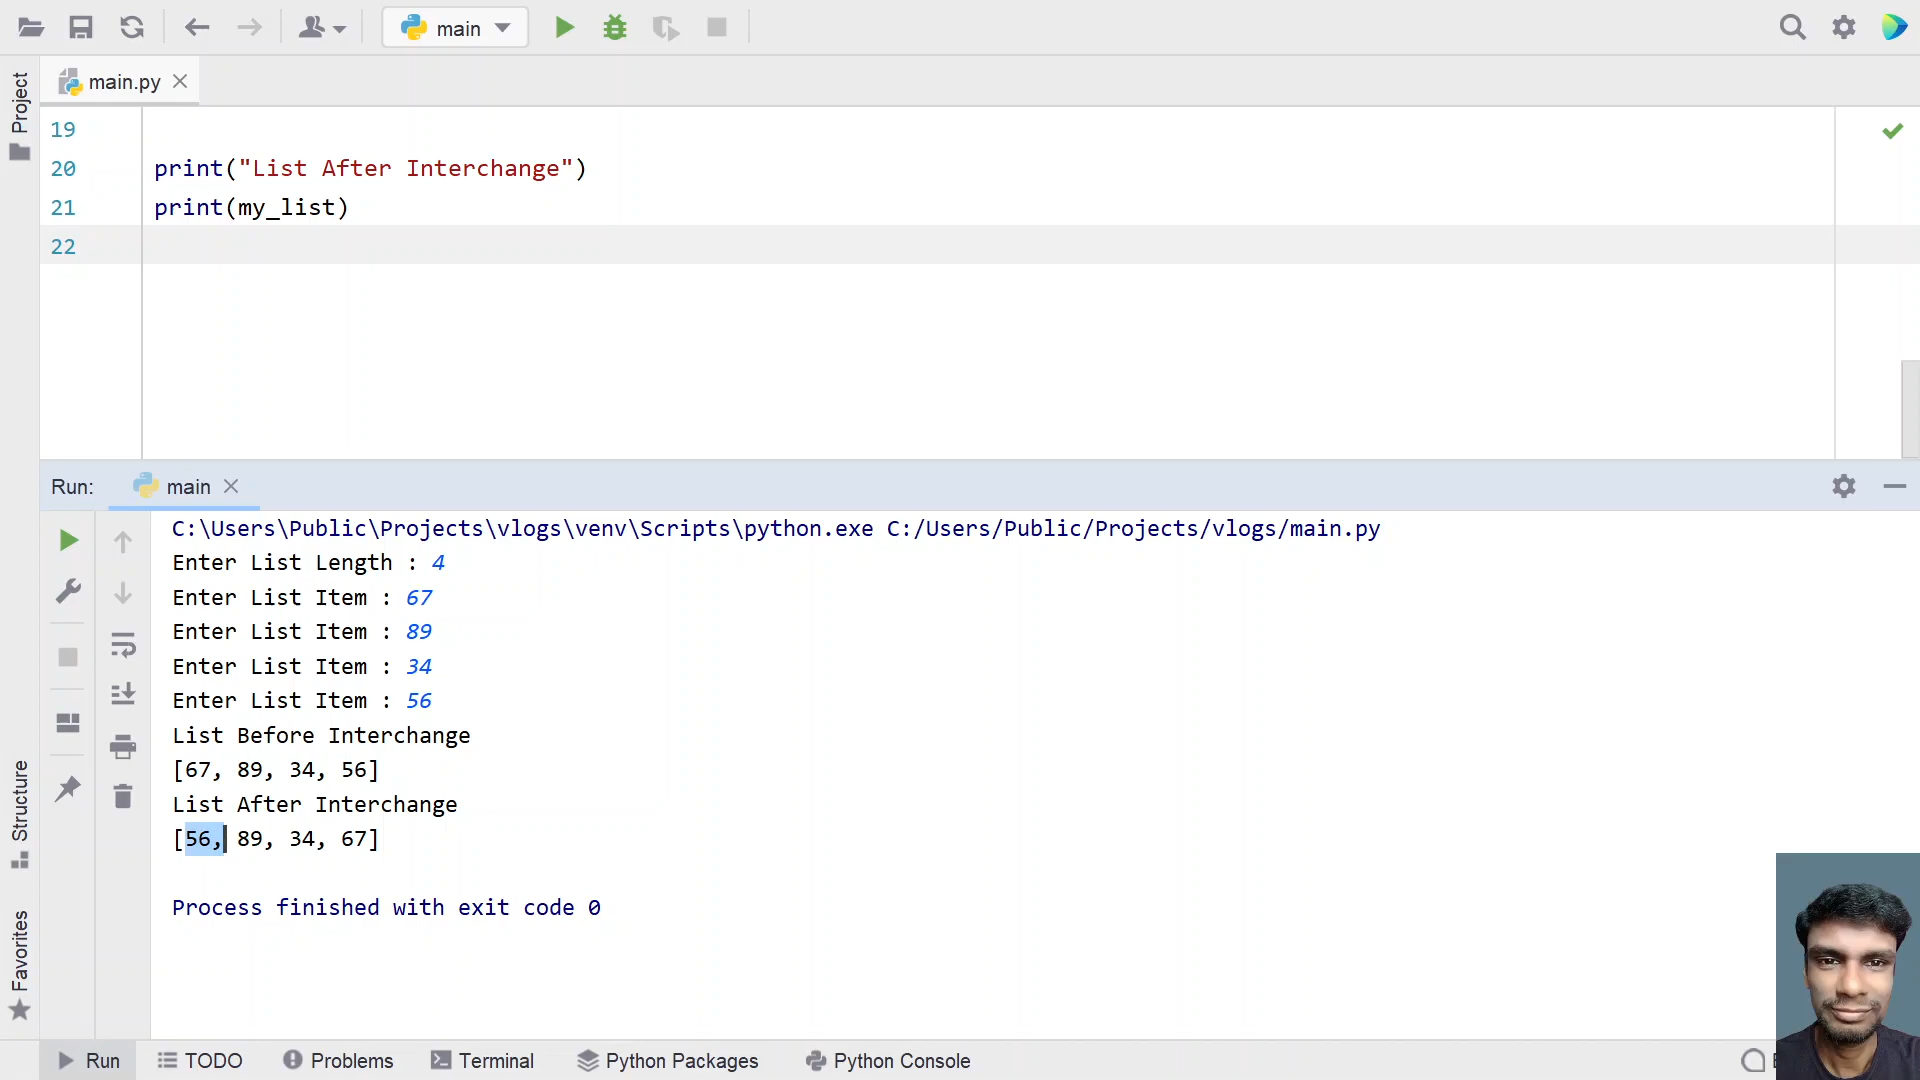 main
Project
main.py
19
20 print("List After Interchange")
21 print(my_list)
22
Run: main
C:\Users\Public\Projects\vlogs\venv\Scripts\python.exe C:/Users/Public/Projects/vlogs/main.py
Enter List Length : 4
Enter List Item : 67
Enter List Item : 89
Enter List Item : 34
Enter List Item : 56
List Before Interchange
[67, 89, 34, 56]
List After Interchange
[56, 89, 34, 67]
Process finished with exit code 0
Structure
Favorites
Run TODO Problems Terminal Python Packages Python Console